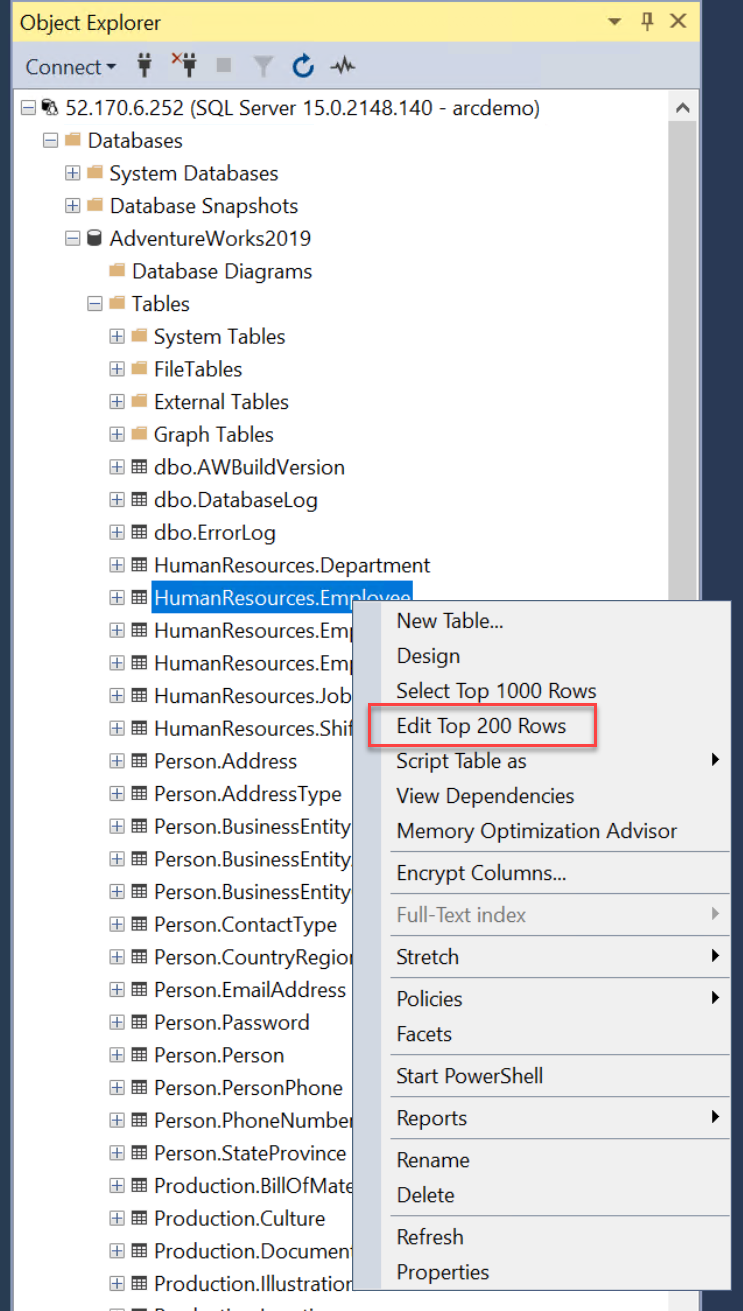 Object Explorer
Connect
52.170.6.252 (SQL Server 15.0.2148.140 - arcdemo)
Databases
System Databases
Database Snapshots
AdventureWorks2019
Database Diagrams
Tables
System Tables
FileTables
External Tables
Graph Tables
dbo.AWBuildVersion
dbo.DatabaseLog
dbo.ErrorLog
HumanResources.Department
HumanResources.Employee
HumanResources.Em
HumanResources.Em
HumanResources.Job
HumanResources.Shif
Person.Address
Person.AddressType
Person.BusinessEntity
Person.BusinessEntity
Person.BusinessEntity
Person.ContactType
Person.CountryRegion
Person.EmailAddress
Person.Password
Person.Person
Person.PersonPhone
Person.PhoneNumber
Person.StateProvince
Production.BillOfMate
Production.Culture
Production.Document
Production.Illustration
New Table...
Design
Select Top 1000 Rows
Edit Top 200 Rows
Script Table as
View Dependencies
Memory Optimization Advisor
Encrypt Columns...
Full-Text index
Stretch
Policies
Facets
Start PowerShell
Reports
Rename
Delete
Refresh
Properties